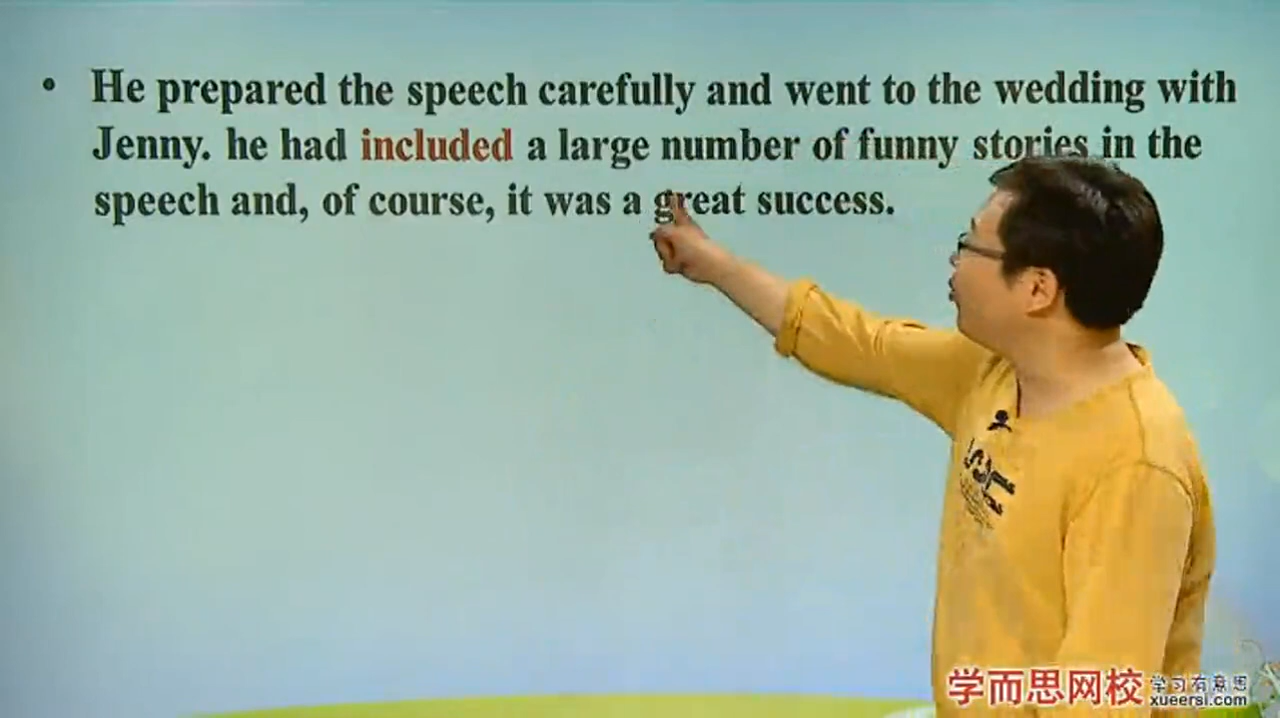 • He prepared the speech carefully and went to the wedding with
Jenny. he had included a large number of funny stories in the
speech and, of course, it was a great success.
学而思网校
学习有意思
xueersi.com